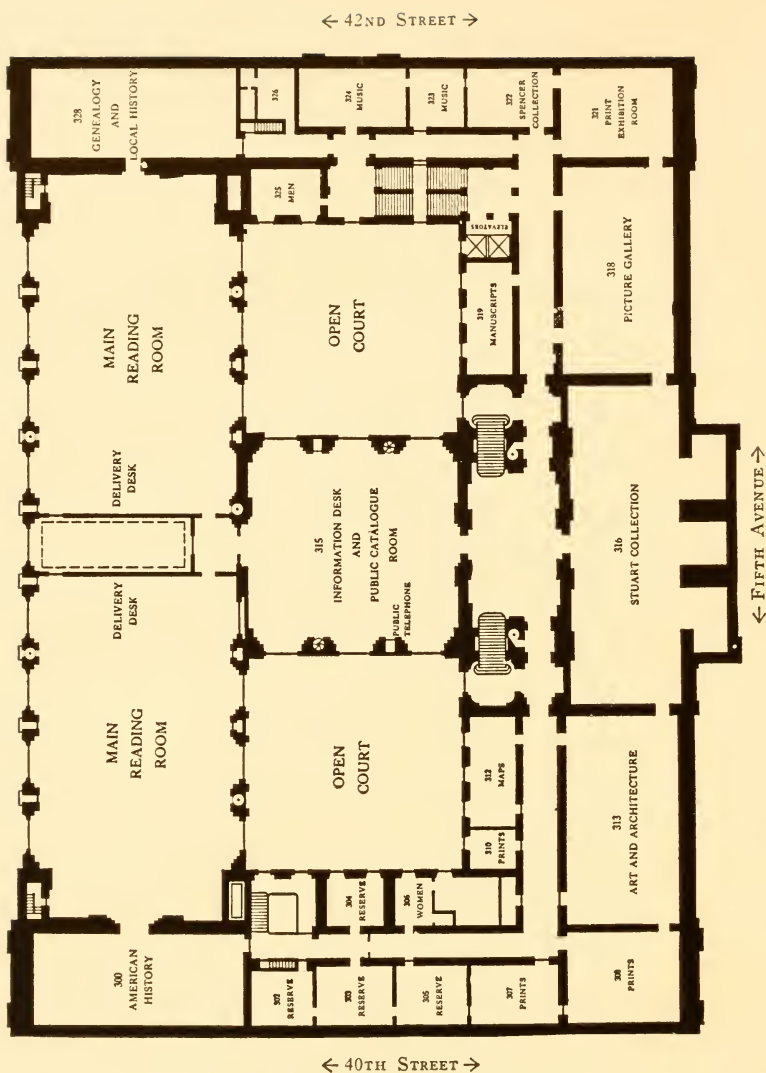 ← 42ND STREET →
328
GENEALOGY
AND
LOCAL HISTORY
326
324
MUSIC
323
MUSIC
322
SPENCER
COLLECTION
321
PRINT
EXHIBITION
ROOM
325
MEN
ELEVATORS
MAIN
READING
ROOM
OPEN
COURT
319
MANUSCRIPTS
318
PICTURE GALLERY
DELIVERY
DESK
315
INFORMATION DESK
AND
PUBLIC CATALOGUE
ROOM
PUBLIC
TELEPHONE
316
STUART COLLECTION
← FIFTH AVENUE →
DELIVERY
DESK
MAIN
READING
ROOM
OPEN
COURT
312
MAPS
310
PRINTS
313
ART AND ARCHITECTURE
304
RESERVE
306
WOMEN
300
AMERICAN
HISTORY
302
RESERVE
303
RESERVE
305
RESERVE
307
PRINTS
308
PRINTS
← 40TH STREET →